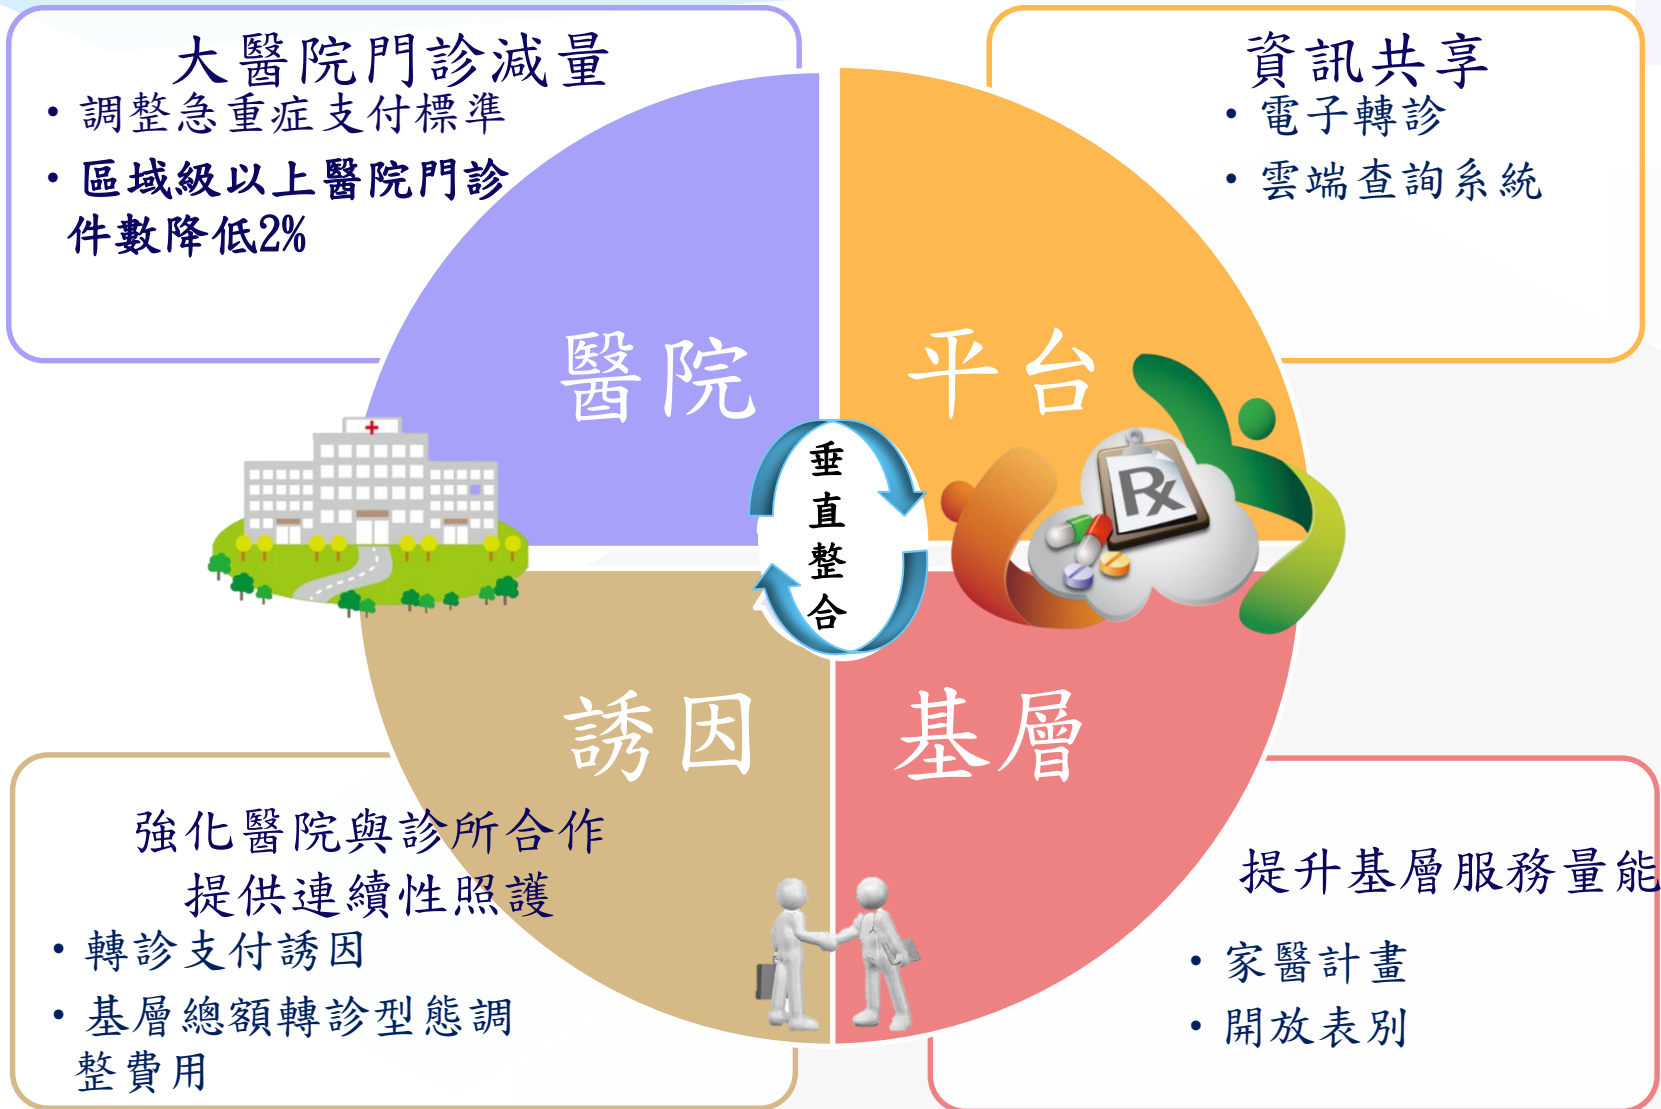 大醫院門診減量
・調整急重症支付標準
・區域級以上醫院門診
件數降低2%
資訊共享
・電子轉診
・雲端查詢系統
醫院
平台
垂
直
整
合
Rx
誘因
基層
強化醫院與診所合作
提供連續性照護
・轉診支付誘因
・基層總額轉診型態調
整費用
提升基層服務量能
・家醫計畫
・開放表別